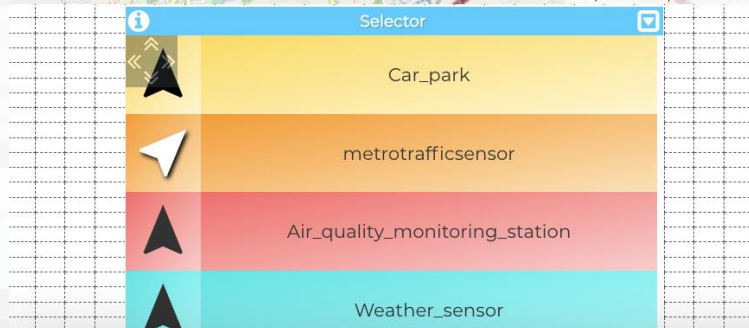 Selector
Car_park
metrotrafficsensor
Air_quality_monitoring_station
Weather_sensor